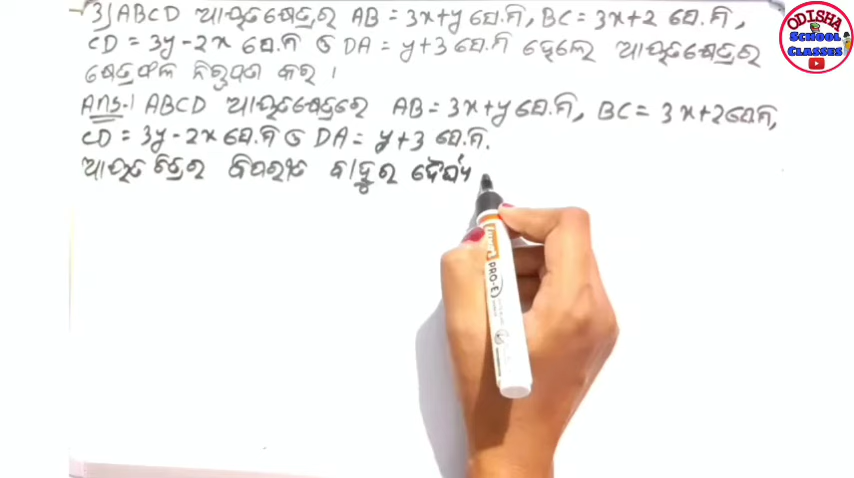 3) ABCD ଆୟତକ୍ଷେତ୍ରର AB = 3x+y ସେ.ମି, BC = 3x+2 ସେ.ମି,
CD = 3y-2x ସେ.ମି ଓ DA = y+3 ସେ.ମି ହେଲେ ଆୟତକ୍ଷେତ୍ରର
କ୍ଷେତ୍ରଫଳ ନିରୂପଣ କର ।
Ans.। ABCD ଆୟତକ୍ଷେତ୍ରରେ AB = 3x+y ସେ.ମି, BC = 3x+2 ସେ.ମି,
CD = 3y-2x ସେ.ମି ଓ DA = y+3 ସେ.ମି.
ଆୟତ ଚିତ୍ରର ବିପରୀତ ବାହୁର ଦୈର୍ଘ୍ୟ
ODISHA
SCHOOL
CLASSES
PRO-E